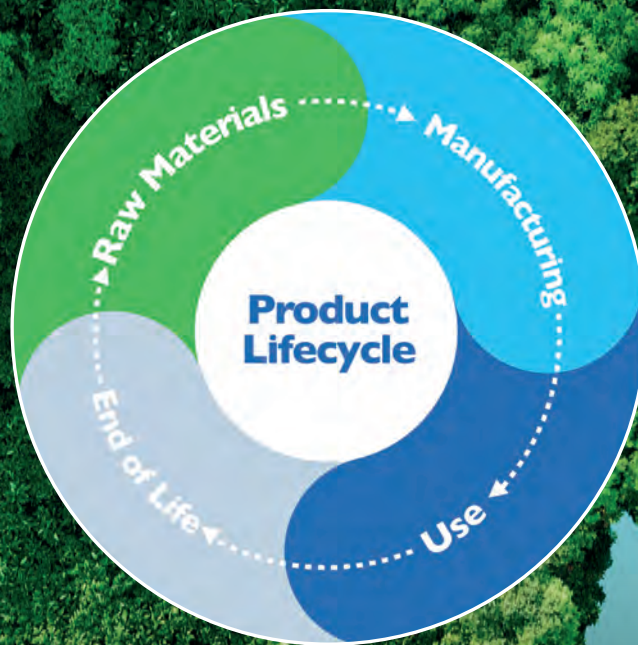 Product
Lifecycle
Raw Materials
Manufacturing
Use
End of Life